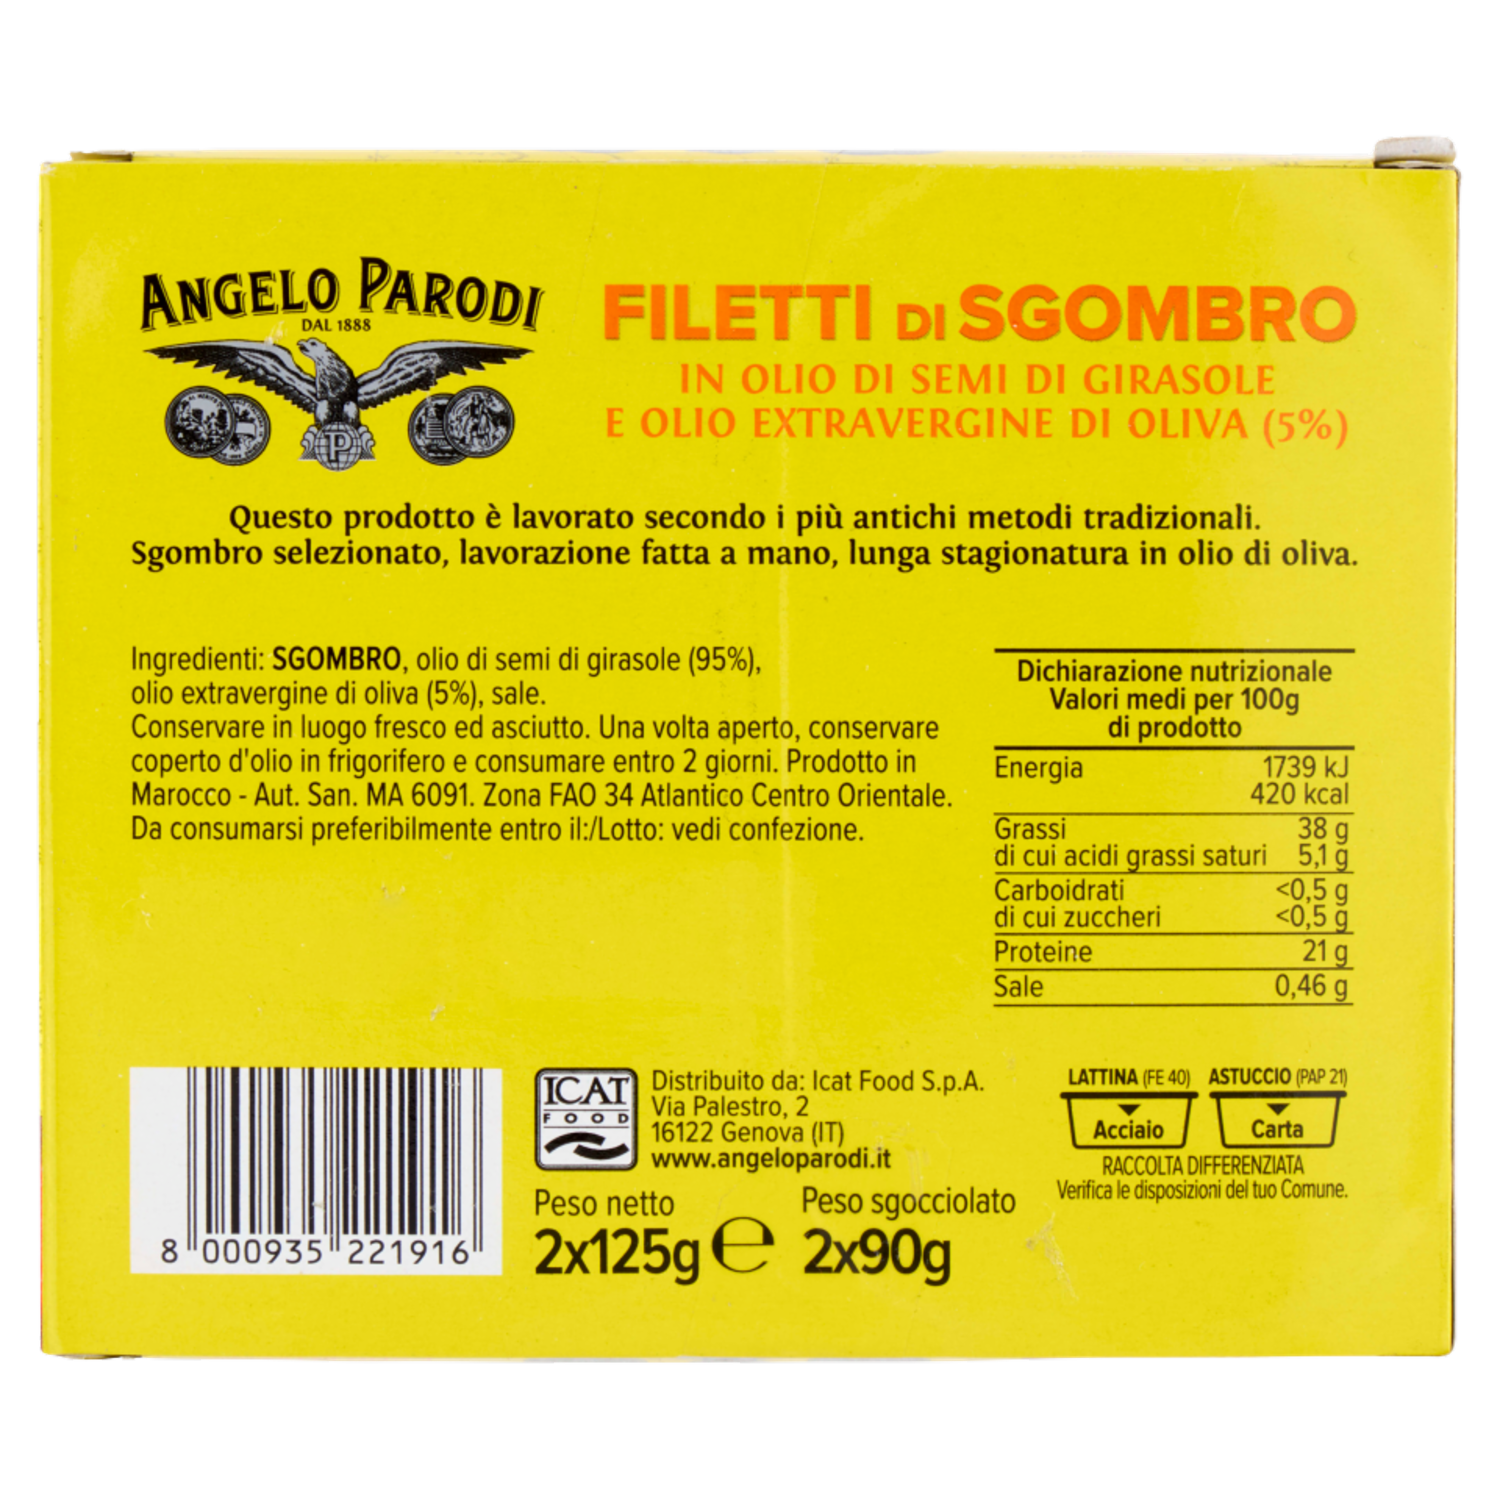 ANGELO PARODI
DAL 1888
P
FILETTI DI SGOMBRO
IN OLIO DI SEMI DI GIRASOLE
E OLIO EXTRAVERGINE DI OLIVA (5%)
Questo prodotto è lavorato secondo i più antichi metodi tradizionali.
Sgombro selezionato, lavorazione fatta a mano, lunga stagionatura in olio di oliva.
Ingredienti: SGOMBRO, olio di semi di girasole (95%),
olio extravergine di oliva (5%), sale.
Conservare in luogo fresco ed asciutto. Una volta aperto, conservare
coperto d'olio in frigorifero e consumare entro 2 giorni. Prodotto in
Marocco - Aut. San. MA 6091. Zona FAO 34 Atlantico Centro Orientale.
Da consumarsi preferibilmente entro il:/Lotto: vedi confezione.
Dichiarazione nutrizionale
Valori medi per 100g
di prodotto
Energia 1739 kJ
420 kcal
Grassi 38 g
di cui acidi grassi saturi 5,1 g
Carboidrati <0,5 g
di cui zuccheri <0,5 g
Proteine 21 g
Sale 0,46 g
8 000935 221916
ICAT
FOOD
Distribuito da: Icat Food S.p.A.
Via Palestro, 2
16122 Genova (IT)
www.angeloparodi.it
Peso netto Peso sgocciolato
2x125g e 2x90g
LATTINA (FE 40) ASTUCCIO (PAP 21)
Acciaio Carta
RACCOLTA DIFFERENZIATA
Verifica le disposizioni del tuo Comune.